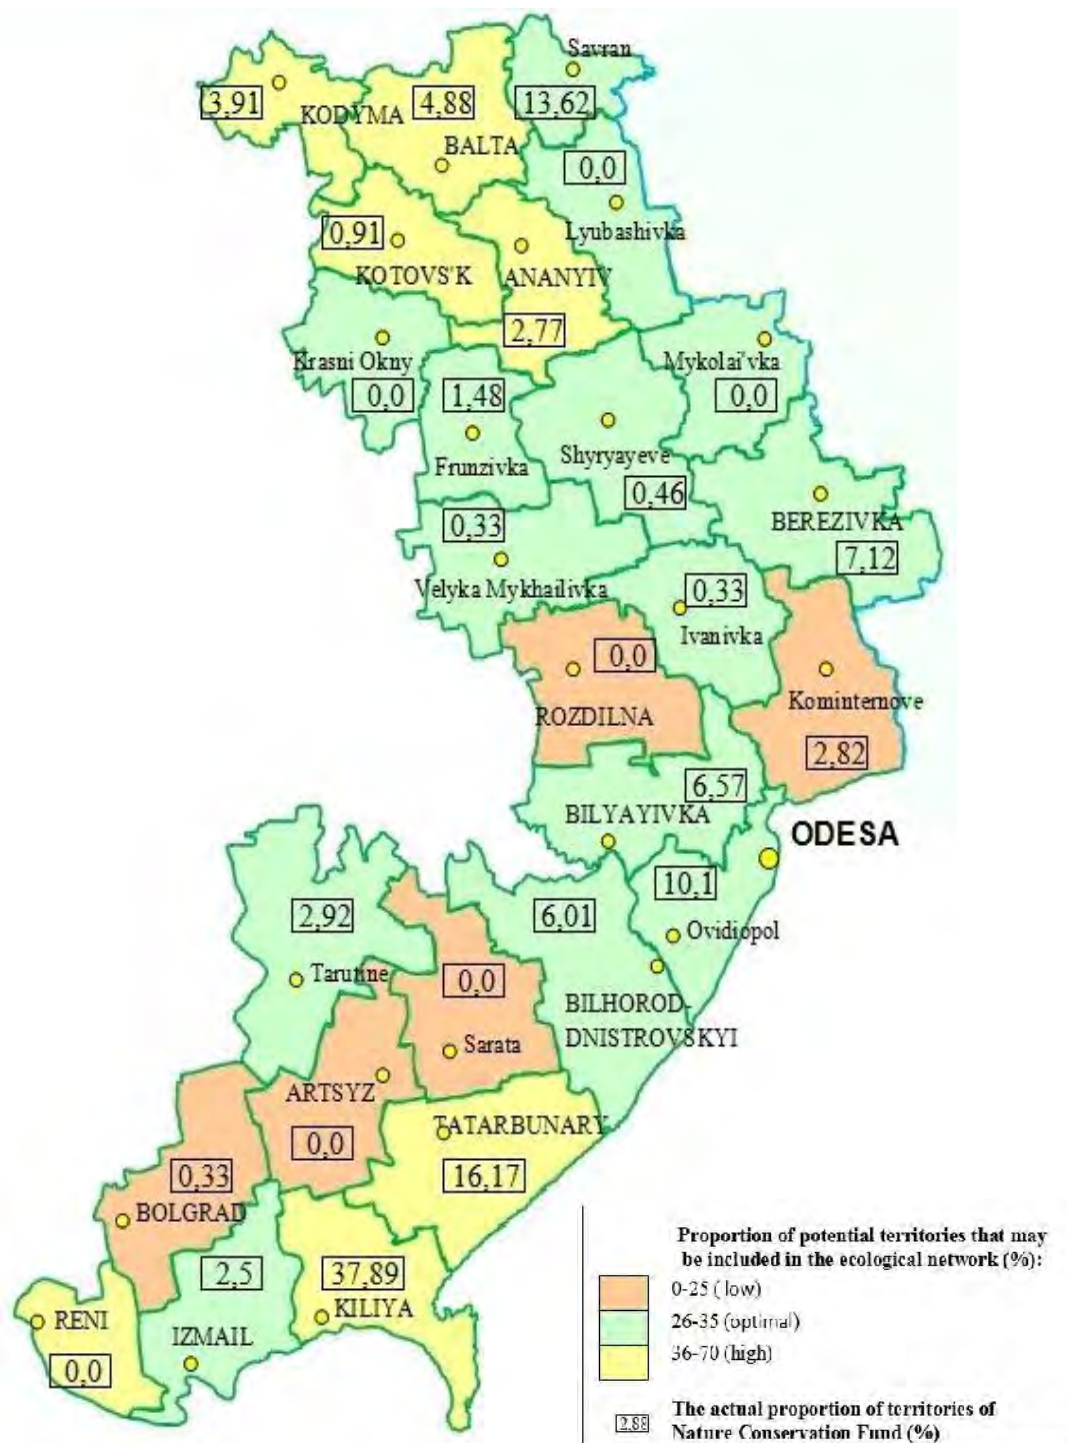 Savran
3,91
KODYMA
4,88
13,62
BALTA
0,0
Lyubashivka
0,91
KOTOVS'K
ANANYIV
2,77
Krasni Okny
0,0
1,48
Frunzivka
Mykolai'vka
0,0
Shyryayeve
0,46
BEREZIVKA
7,12
0,33
Velyka Mykhailivka
0,33
Ivanivka
0,0
ROZDILNA
Kominternove
2,82
6,57
BILYAYIVKA
ODESA
10,1
Ovidiopol
2,92
Tarutine
6,01
BILHOROD-
DNISTROVSKYI
0,0
Sarata
ARTSYZ
0,0
TATARBUNARY
16,17
0,33
BOLGRAD
2,5
IZMAIL
37,89
KILIYA
RENI
0,0
Proportion of potential territories that may
be included in the ecological network (%):
0-25 ( low)
26-35 (optimal)
36-70 (high)
2,88
The actual proportion of territories of
Nature Conservation Fund (%)